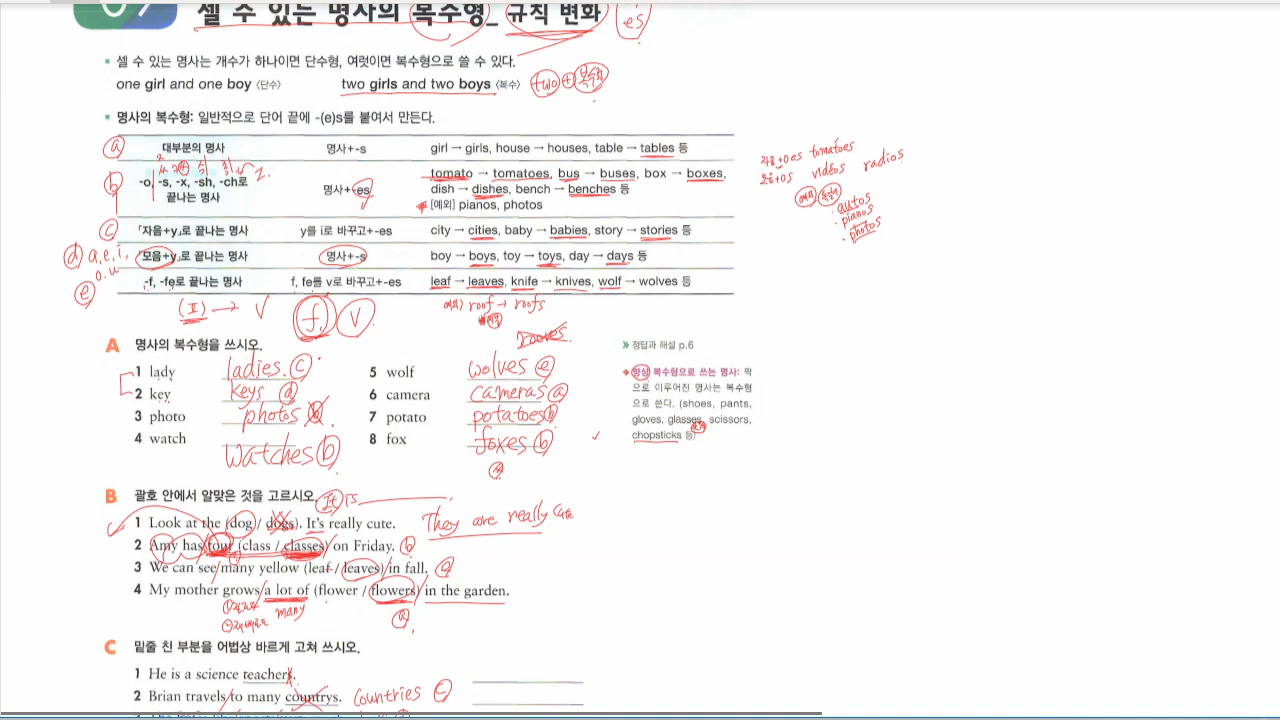 셀 수 있는 명사의 복수형_ 규칙 변화 es
셀 수 있는 명사는 개수가 하나이면 단수형, 여럿이면 복수형으로 쓸 수 있다.
one girl and one boy 〈단수〉 two girls and two boys 〈복수〉 two + 복수형
명사의 복수형: 일반적으로 단어 끝에 -(e)s를 붙여서 만든다.
ⓐ 대부분의 명사 명사+-s girl → girls, house → houses, table → tables 등
자음+o es tomatoes
모음+o s videos radios
ⓑ -o, -s, -x, -sh, -ch로 끝나는 명사 명사+-es tomato → tomatoes, bus → buses, box → boxes,
dish → dishes, bench → benches 등
[예외] pianos, photos
autos
pianos
photos
ⓒ 「자음+y」로 끝나는 명사 y를 i로 바꾸고+-es city → cities, baby → babies, story → stories 등
ⓓ a, e, i, o, u 「모음+y」로 끝나는 명사 명사+-s boy → boys, toy → toys, day → days 등
ⓔ -f, -fe로 끝나는 명사 f, fe를 v로 바꾸고+-es leaf → leaves, knife → knives, wolf → wolves 등
→ V f V 예외) roof → roofs
rooves
A 명사의 복수형을 쓰시오.
1 lady ladies. ⓒ 5 wolf wolves ⓔ
2 key keys ⓓ 6 camera cameras ⓐ
3 photo photos 7 potato potatoes ⓑ
4 watch watches ⓑ 8 fox foxes ⓑ
» 정답과 해설 p.6
항상 복수형으로 쓰는 명사: 짝
으로 이루어진 명사는 복수형
으로 쓴다. (shoes, pants,
gloves, glasses, scissors,
chopsticks 등)
B 괄호 안에서 알맞은 것을 고르시오. It is
1 Look at the (dog / dogs). It's really cute. They are really cute
2 Amy has four (class / classes) on Friday. ⓑ
3 We can see many yellow (leaf / leaves) in fall. ⓔ
4 My mother grows a lot of (flower / flowers) in the garden.
many ⓐ
C 밑줄 친 부분을 어법상 바르게 고쳐 쓰시오.
1 He is a science teachers.
2 Brian travels to many countrys. countries ⓒ